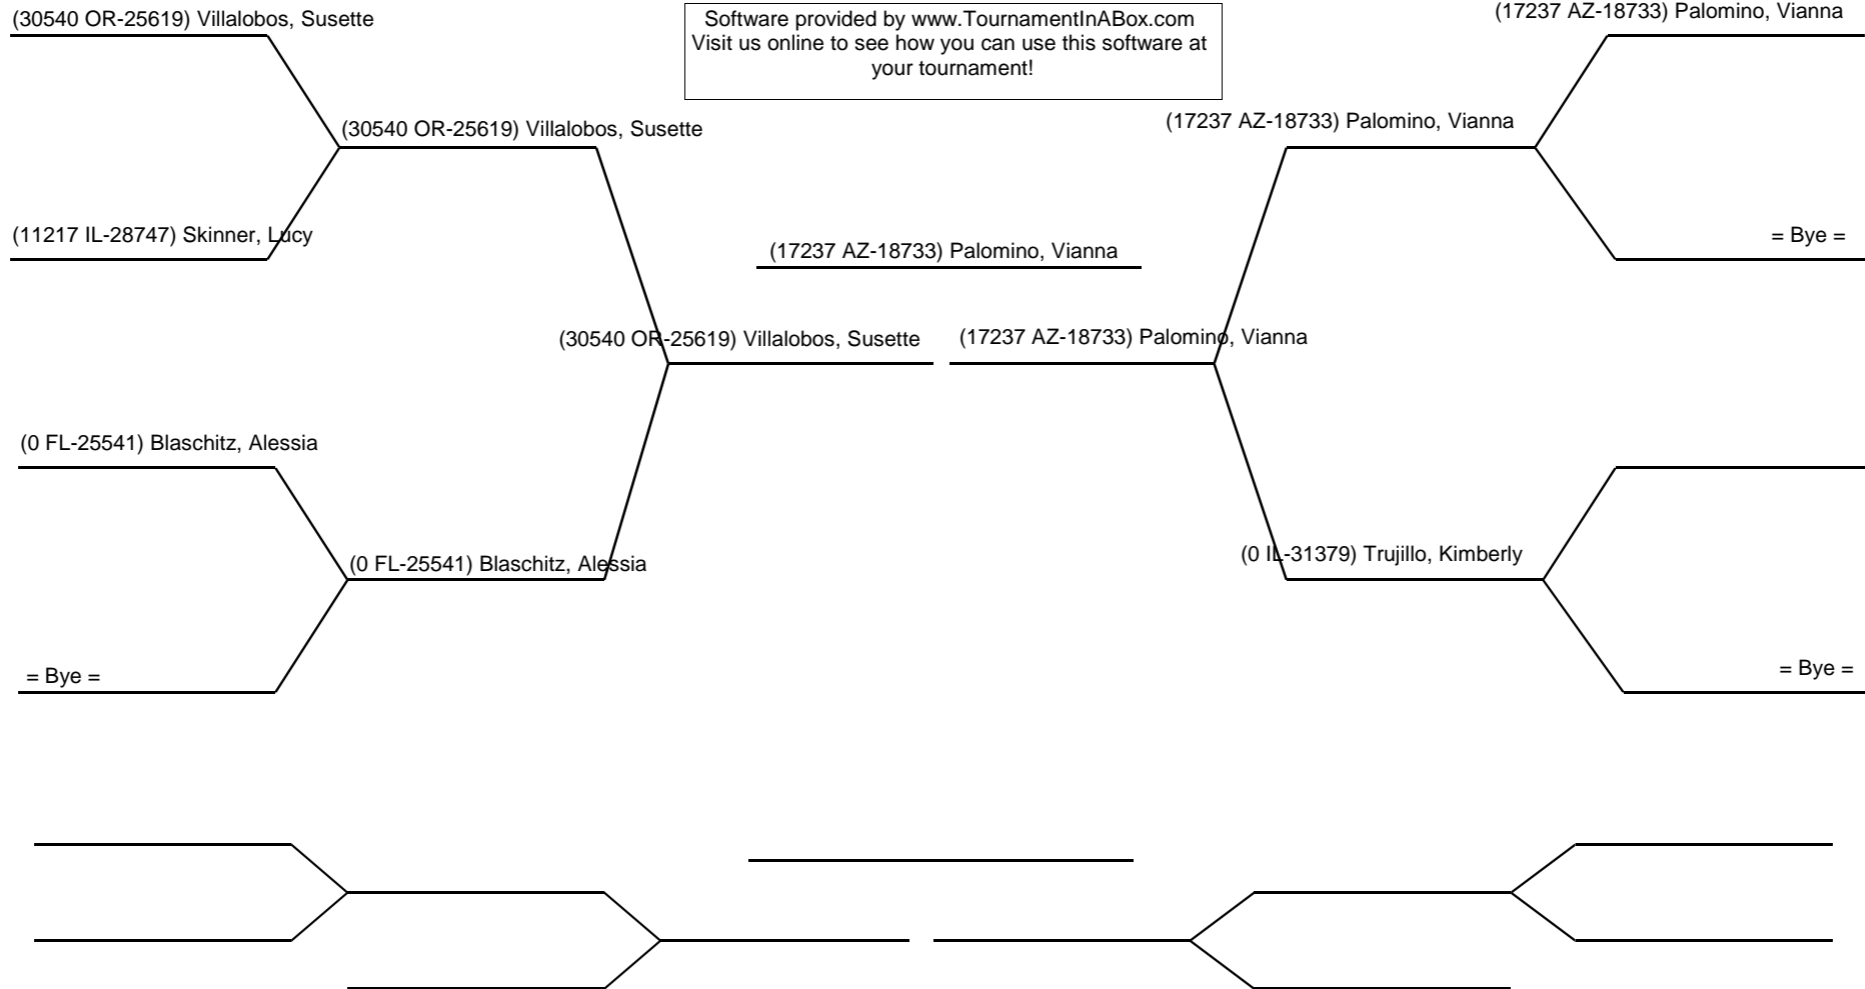 (30540 OR-25619) Villalobos, Susette
Software provided by www.TournamentInABox.com
Visit us online to see how you can use this software at
your tournament!
(17237 AZ-18733) Palomino, Vianna
(30540 OR-25619) Villalobos, Susette
(17237 AZ-18733) Palomino, Vianna
(11217 IL-28747) Skinner, Lucy
(17237 AZ-18733) Palomino, Vianna
= Bye =
(30540 OR-25619) Villalobos, Susette
(17237 AZ-18733) Palomino, Vianna
(0 FL-25541) Blaschitz, Alessia
(0 FL-25541) Blaschitz, Alessia
(0 IL-31379) Trujillo, Kimberly
= Bye =
= Bye =